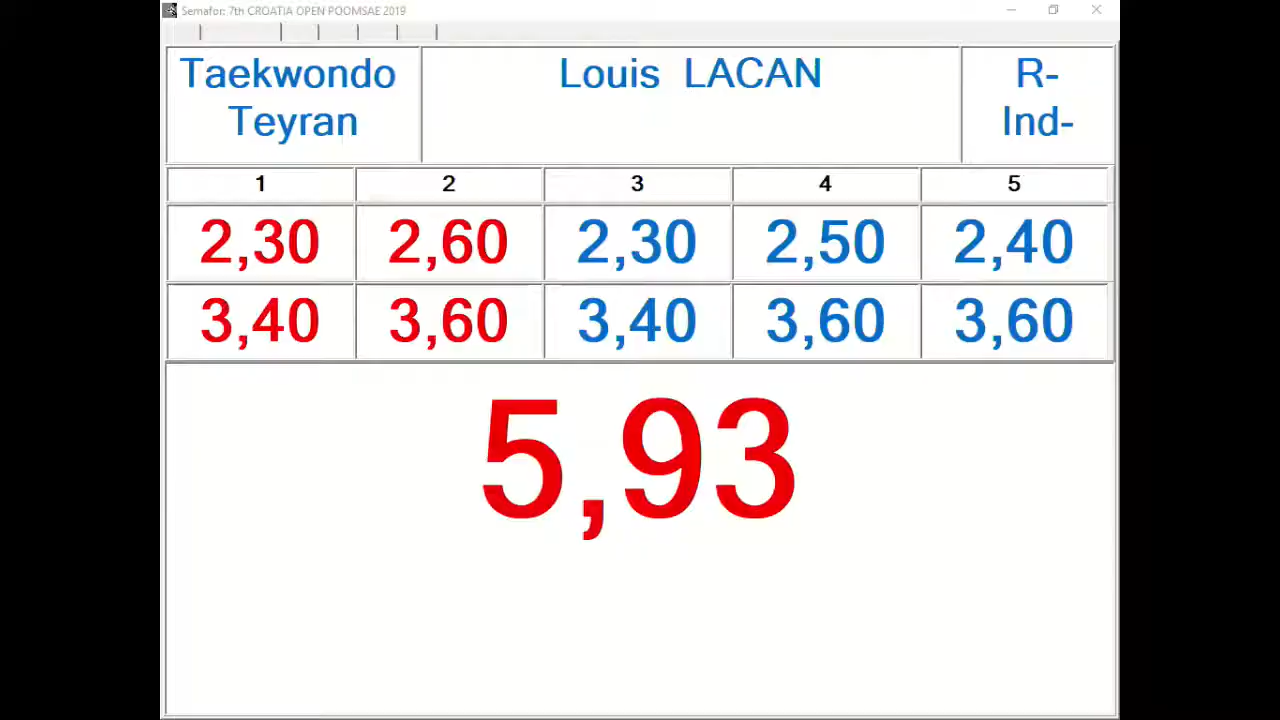 Semafor: 7th CROATIA OPEN POOMSAE 2019
Taekwondo
Teyran
Louis LACAN
R-
Ind-
1 2 3 4 5
2,30 2,60 2,30 2,50 2,40
3,40 3,60 3,40 3,60 3,60
5,93